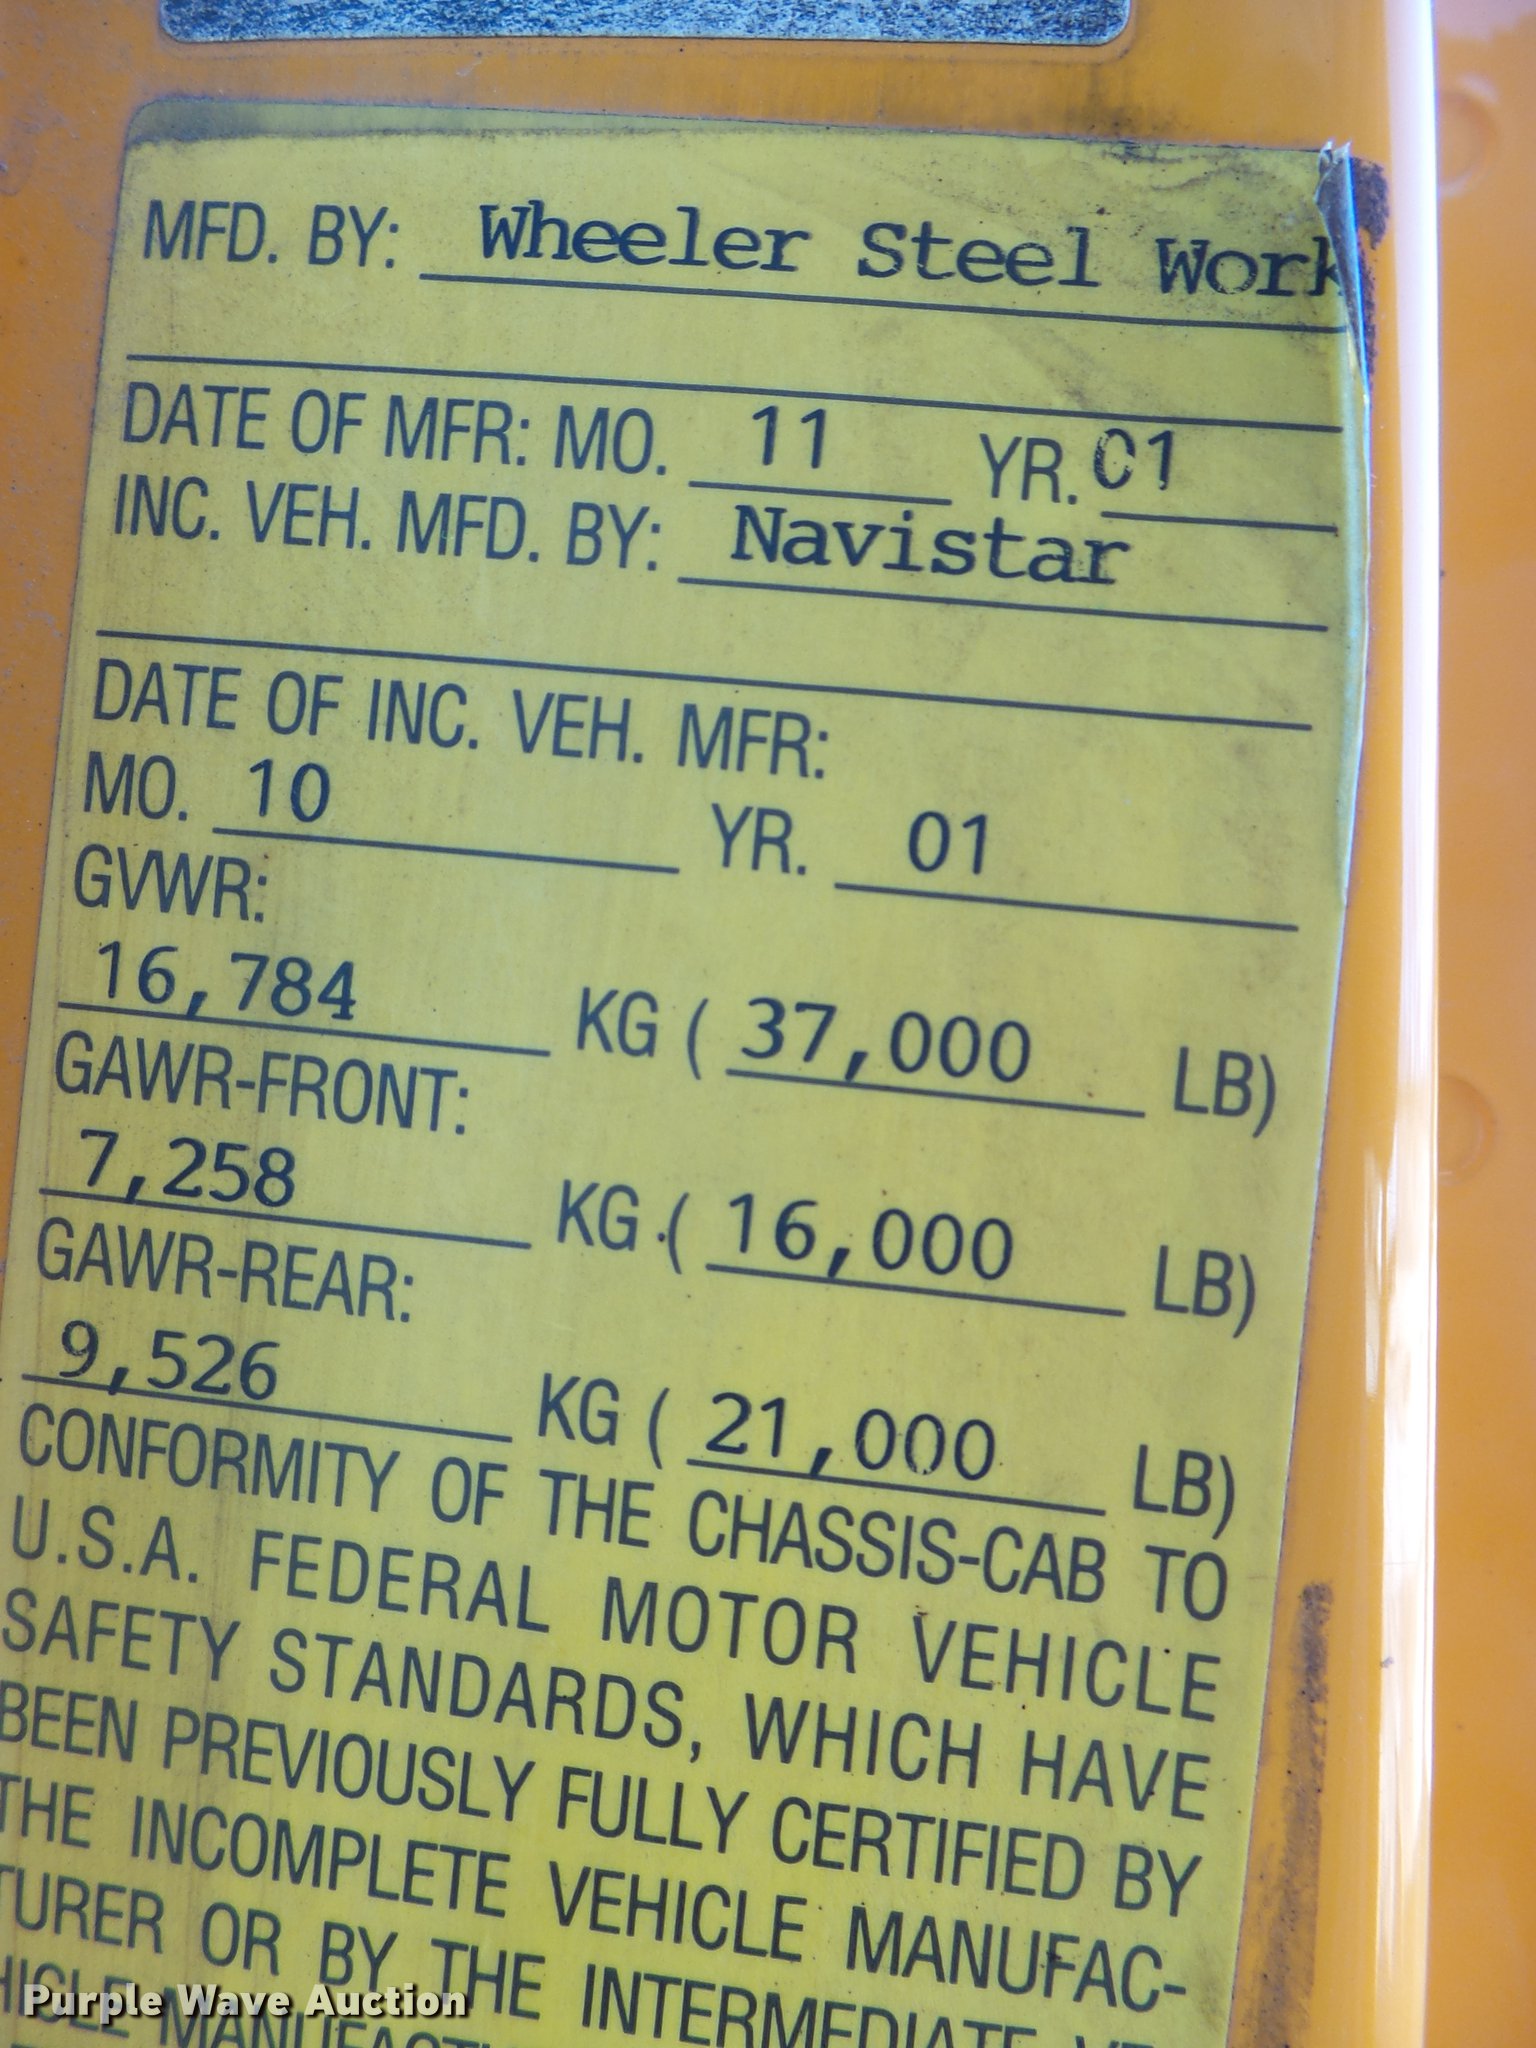 MFD. BY: Wheeler Steel Work
DATE OF MFR: MO. 11 YR. 01
INC. VEH. MFD. BY: Navistar
DATE OF INC. VEH. MFR:
MO. 10 YR. 01
GVWR:
16,784 KG ( 37,000 LB)
GAWR-FRONT:
7,258 KG ( 16,000 LB)
GAWR-REAR:
9,526 KG ( 21,000 LB)
CONFORMITY OF THE CHASSIS-CAB TO
U.S.A. FEDERAL MOTOR VEHICLE
SAFETY STANDARDS, WHICH HAVE
BEEN PREVIOUSLY FULLY CERTIFIED BY
THE INCOMPLETE VEHICLE MANUFAC-
TURER OR BY THE INTERMEDIATE VE-
HICLE
Purple Wave Auction